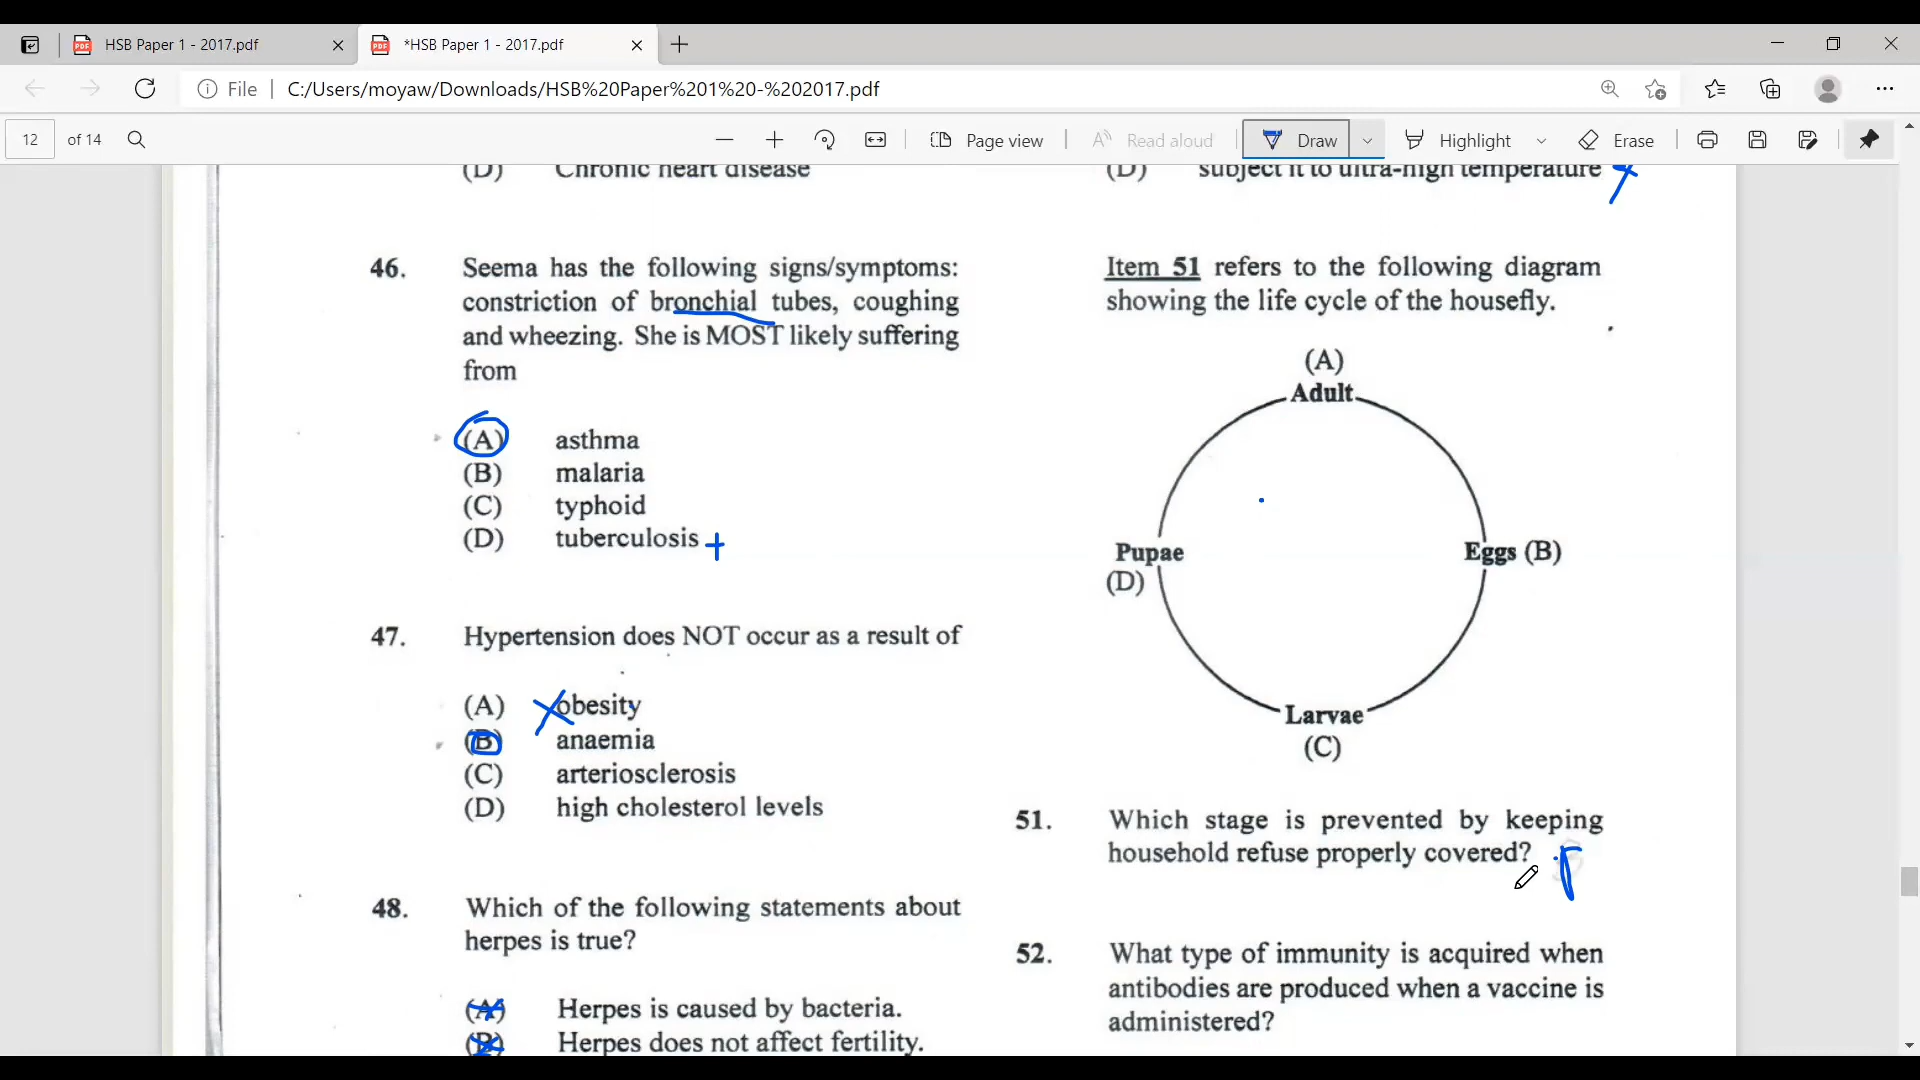 HSB Paper 1 - 2017.pdf
*HSB Paper 1 - 2017.pdf
File
C:/Users/moyaw/Downloads/HSB%20Paper%201%20-%202017.pdf
12 of 14
Page view
Read aloud
Draw
Highlight
Erase
(D) Chronic heart disease
46. Seema has the following signs/symptoms:
constriction of bronchial tubes, coughing
and wheezing. She is MOST likely suffering
from
(A) asthma
(B) malaria
(C) typhoid
(D) tuberculosis
47. Hypertension does NOT occur as a result of
(A) obesity
(B) anaemia
(C) arteriosclerosis
(D) high cholesterol levels
48. Which of the following statements about
herpes is true?
(A) Herpes is caused by bacteria.
(B) Herpes does not affect fertility.
(D) subject it to ultra-high temperature
Item 51 refers to the following diagram
showing the life cycle of the housefly.
(A)
Adult
Pupae
(D)
Eggs (B)
Larvae
(C)
51. Which stage is prevented by keeping
household refuse properly covered?
52. What type of immunity is acquired when
antibodies are produced when a vaccine is
administered?